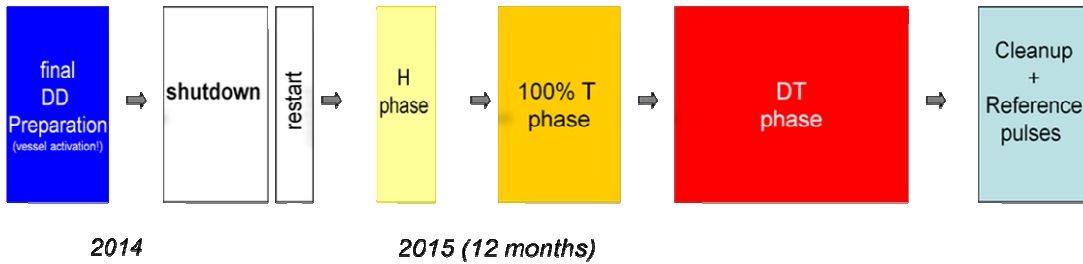 final
DD
Preparation
(vessel activation!)
shutdown
restart
H
phase
100% T
phase
DT
phase
Cleanup
+
Reference
pulses
2014
2015 (12 months)